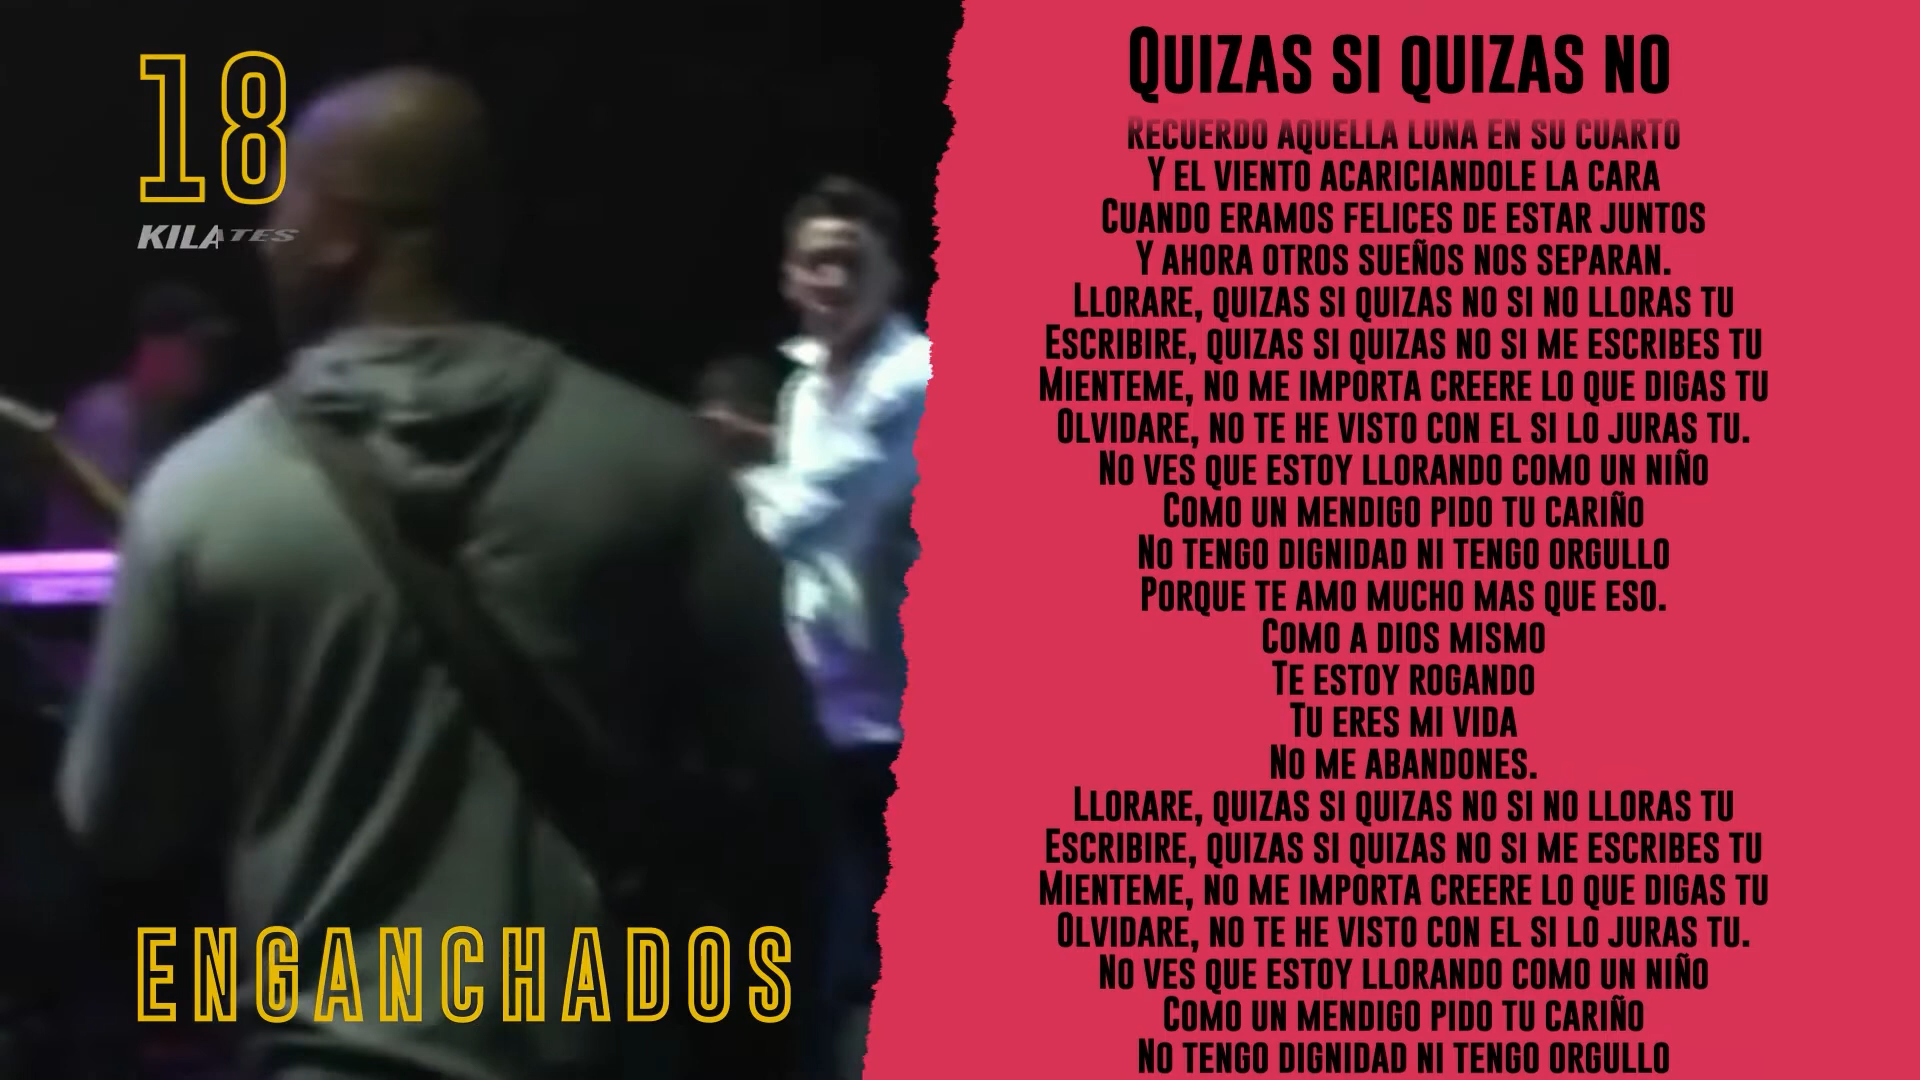 18
KILATES
ENGANCHADOS
QUIZAS SI QUIZAS NO
RECUERDO AQUELLA LUNA EN SU CUARTO
Y EL VIENTO ACARICIANDOLE LA CARA
CUANDO ERAMOS FELICES DE ESTAR JUNTOS
Y AHORA OTROS SUEÑOS NOS SEPARAN.
LLORARE, QUIZAS SI QUIZAS NO SI NO LLORAS TU
ESCRIBIRE, QUIZAS SI QUIZAS NO SI ME ESCRIBES TU
MIENTEME, NO ME IMPORTA CREERE LO QUE DIGAS TU
OLVIDARE, NO TE HE VISTO CON EL SI LO JURAS TU.
NO VES QUE ESTOY LLORANDO COMO UN NIÑO
COMO UN MENDIGO PIDO TU CARIÑO
NO TENGO DIGNIDAD NI TENGO ORGULLO
PORQUE TE AMO MUCHO MAS QUE ESO.
COMO A DIOS MISMO
TE ESTOY ROGANDO
TU ERES MI VIDA
NO ME ABANDONES.
LLORARE, QUIZAS SI QUIZAS NO SI NO LLORAS TU
ESCRIBIRE, QUIZAS SI QUIZAS NO SI ME ESCRIBES TU
MIENTEME, NO ME IMPORTA CREERE LO QUE DIGAS TU
OLVIDARE, NO TE HE VISTO CON EL SI LO JURAS TU.
NO VES QUE ESTOY LLORANDO COMO UN NIÑO
COMO UN MENDIGO PIDO TU CARIÑO
NO TENGO DIGNIDAD NI TENGO ORGULLO